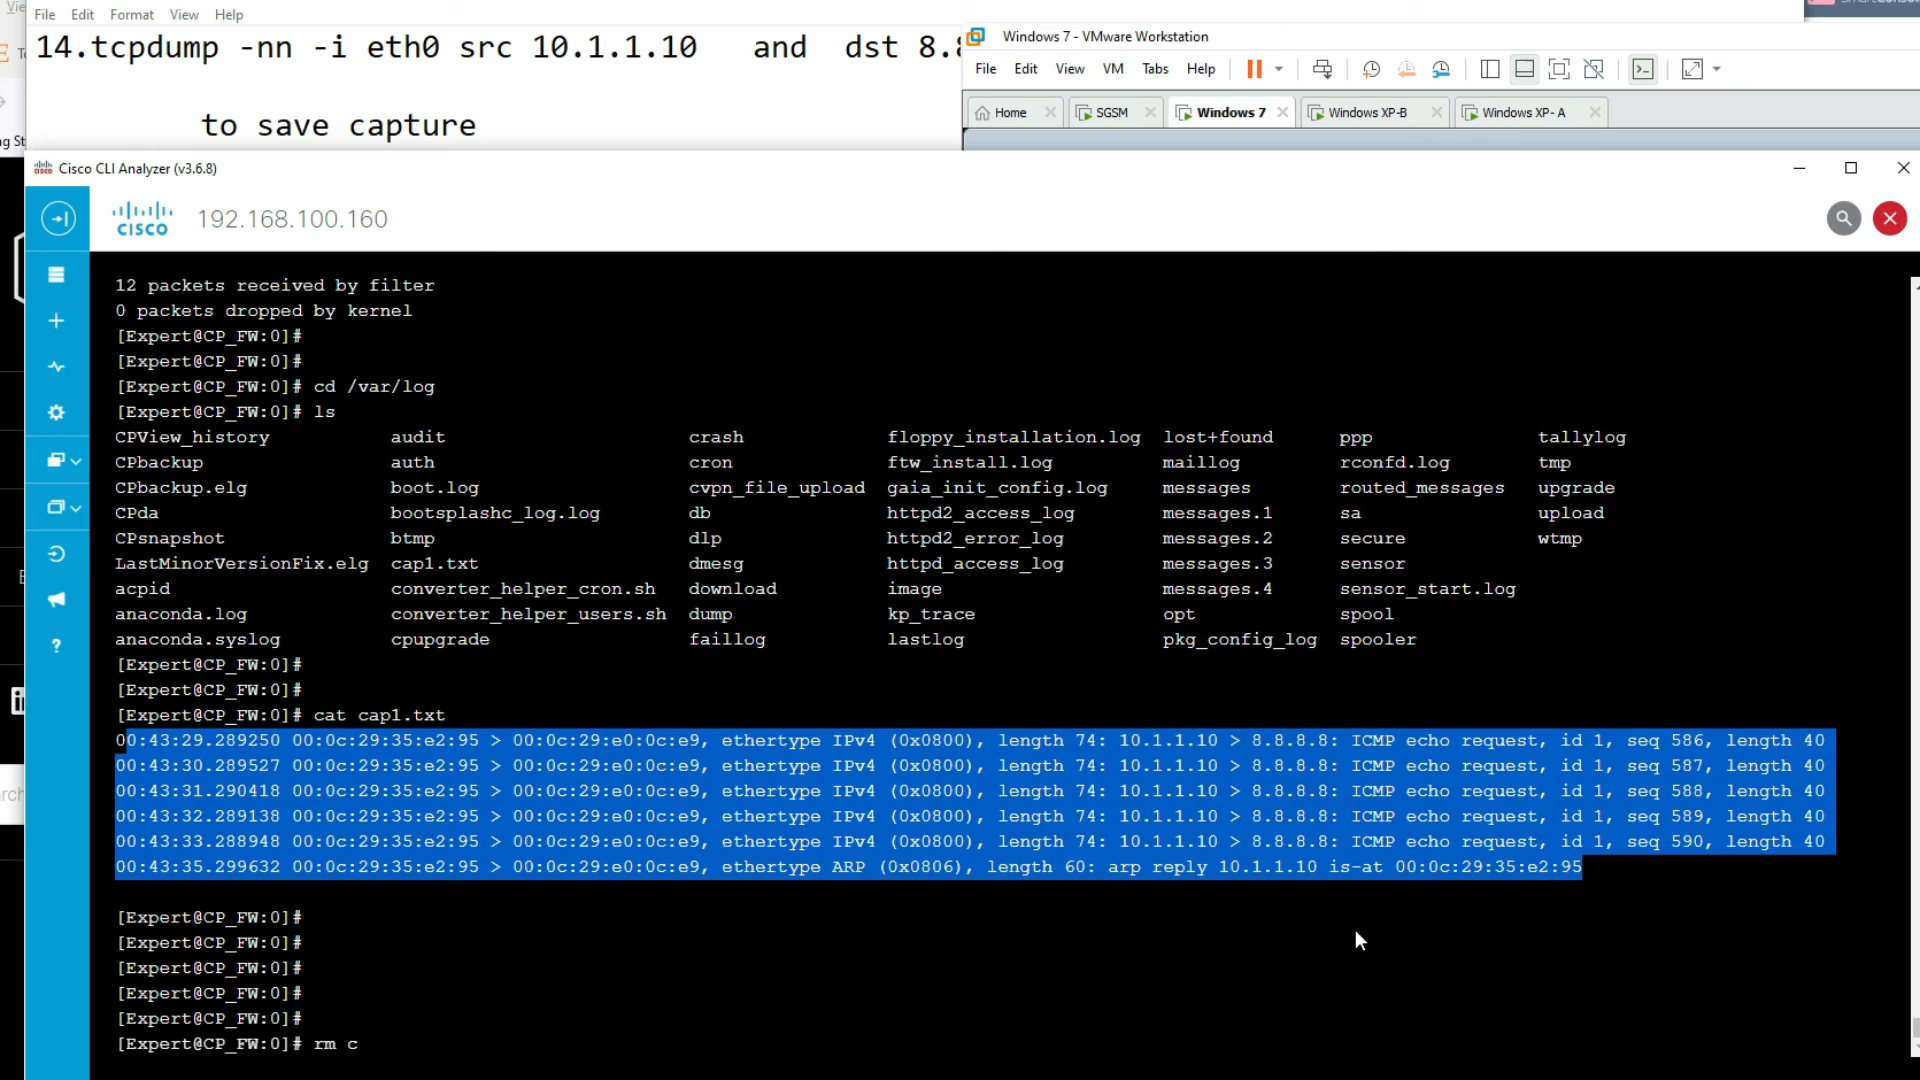 File Edit Format View Help
14.tcpdump -nn -i eth0 src 10.1.1.10 and dst 8.8
to save capture
Windows 7 - VMware Workstation
File Edit View VM Tabs Help
Home SGSM Windows 7 Windows XP-B Windows XP- A
Cisco CLI Analyzer (v3.6.8)
CISCO 192.168.100.160
12 packets received by filter
0 packets dropped by kernel
[Expert@CP_FW:0]#
[Expert@CP_FW:0]#
[Expert@CP_FW:0]# cd /var/log
[Expert@CP_FW:0]# ls
CPView_history audit crash floppy_installation.log lost+found ppp tallylog
CPbackup auth cron ftw_install.log maillog rconfd.log tmp
CPbackup.elg boot.log cvpn_file_upload gaia_init_config.log messages routed_messages upgrade
CPda bootsplashc_log.log db httpd2_access_log messages.1 sa upload
CPsnapshot btmp dlp httpd2_error_log messages.2 secure wtmp
LastMinorVersionFix.elg cap1.txt dmesg httpd_access_log messages.3 sensor
acpid converter_helper_cron.sh download image messages.4 sensor_start.log
anaconda.log converter_helper_users.sh dump kp_trace opt spool
anaconda.syslog cpupgrade faillog lastlog pkg_config_log spooler
[Expert@CP_FW:0]#
[Expert@CP_FW:0]#
[Expert@CP_FW:0]# cat cap1.txt
00:43:29.289250 00:0c:29:35:e2:95 > 00:0c:29:e0:0c:e9, ethertype IPv4 (0x0800), length 74: 10.1.1.10 > 8.8.8.8: ICMP echo request, id 1, seq 586, length 40
00:43:30.289527 00:0c:29:35:e2:95 > 00:0c:29:e0:0c:e9, ethertype IPv4 (0x0800), length 74: 10.1.1.10 > 8.8.8.8: ICMP echo request, id 1, seq 587, length 40
00:43:31.290418 00:0c:29:35:e2:95 > 00:0c:29:e0:0c:e9, ethertype IPv4 (0x0800), length 74: 10.1.1.10 > 8.8.8.8: ICMP echo request, id 1, seq 588, length 40
00:43:32.289138 00:0c:29:35:e2:95 > 00:0c:29:e0:0c:e9, ethertype IPv4 (0x0800), length 74: 10.1.1.10 > 8.8.8.8: ICMP echo request, id 1, seq 589, length 40
00:43:33.288948 00:0c:29:35:e2:95 > 00:0c:29:e0:0c:e9, ethertype IPv4 (0x0800), length 74: 10.1.1.10 > 8.8.8.8: ICMP echo request, id 1, seq 590, length 40
00:43:35.299632 00:0c:29:35:e2:95 > 00:0c:29:e0:0c:e9, ethertype ARP (0x0806), length 60: arp reply 10.1.1.10 is-at 00:0c:29:35:e2:95
[Expert@CP_FW:0]#
[Expert@CP_FW:0]#
[Expert@CP_FW:0]#
[Expert@CP_FW:0]#
[Expert@CP_FW:0]#
[Expert@CP_FW:0]# rm c